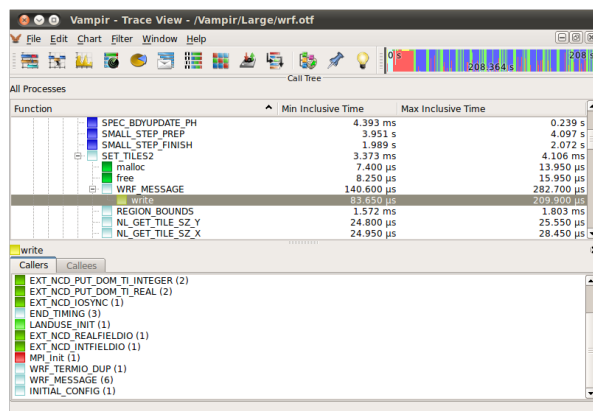 Vampir - Trace View - /Vampir/Large/wrf.otf
File Edit Chart Filter Window Help
0 s 208 s
208.364 s
Call Tree
All Processes
Function Min Inclusive Time Max Inclusive Time
SPEC_BDYUPDATE_PH 4.393 ms 0.239 s
SMALL_STEP_PREP 3.951 s 4.097 s
SMALL_STEP_FINISH 1.989 s 2.072 s
SET_TILES2 3.373 ms 4.106 ms
malloc 7.400 µs 13.950 µs
free 8.250 µs 15.950 µs
WRF_MESSAGE 140.600 µs 282.700 µs
write 83.650 µs 209.900 µs
REGION_BOUNDS 1.572 ms 1.803 ms
NL_GET_TILE_SZ_Y 24.800 µs 25.550 µs
NL_GET_TILE_SZ_X 24.950 µs 28.450 µs
write
Callers Callees
EXT_NCD_PUT_DOM_TI_INTEGER (2)
EXT_NCD_PUT_DOM_TI_REAL (2)
EXT_NCD_IOSYNC (1)
END_TIMING (3)
LANDUSE_INIT (1)
EXT_NCD_REALFIELDIO (1)
EXT_NCD_INTFIELDIO (1)
MPI_Init (1)
WRF_TERMIO_DUP (1)
WRF_MESSAGE (6)
INITIAL_CONFIG (1)